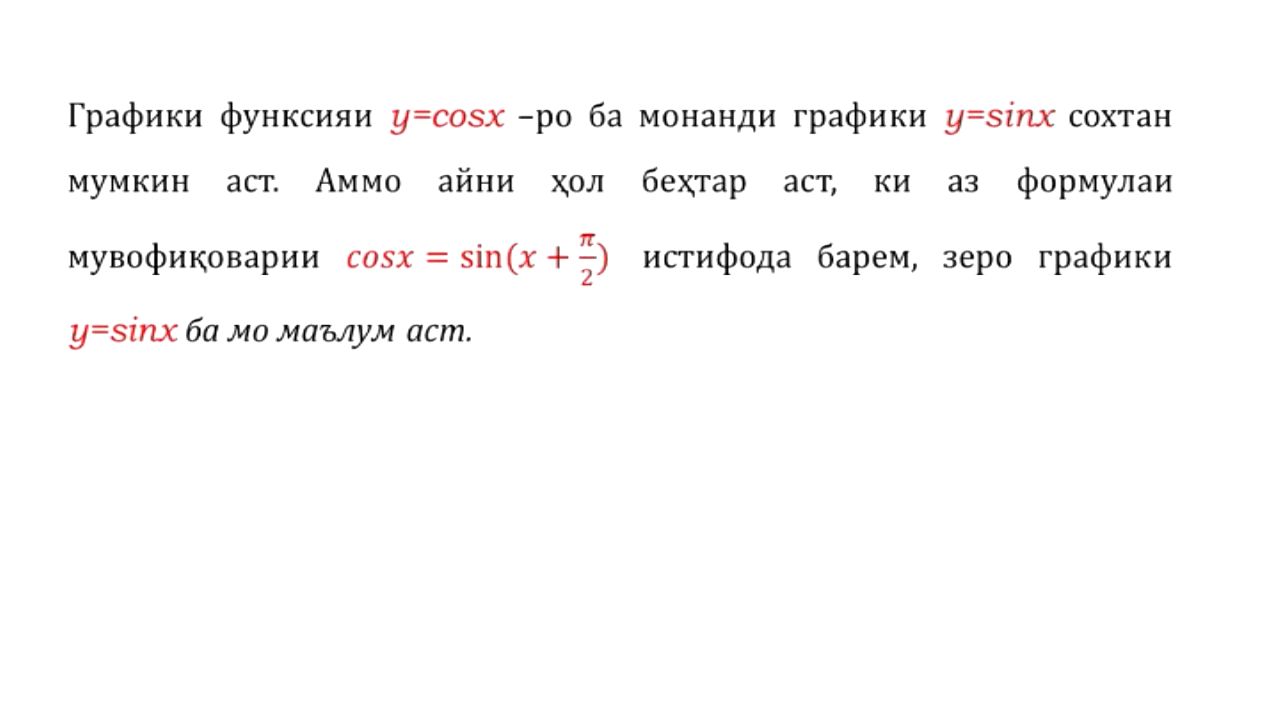 Графики функсияи y=cosx –ро ба монанди графики y=sinx сохтан
мумкин аст. Аммо айни ҳол беҳтар аст, ки аз формулаи
мувофиқоварии cosx = sin(x + π/2) истифода барем, зеро графики
y=sinx ба мо маълум аст.